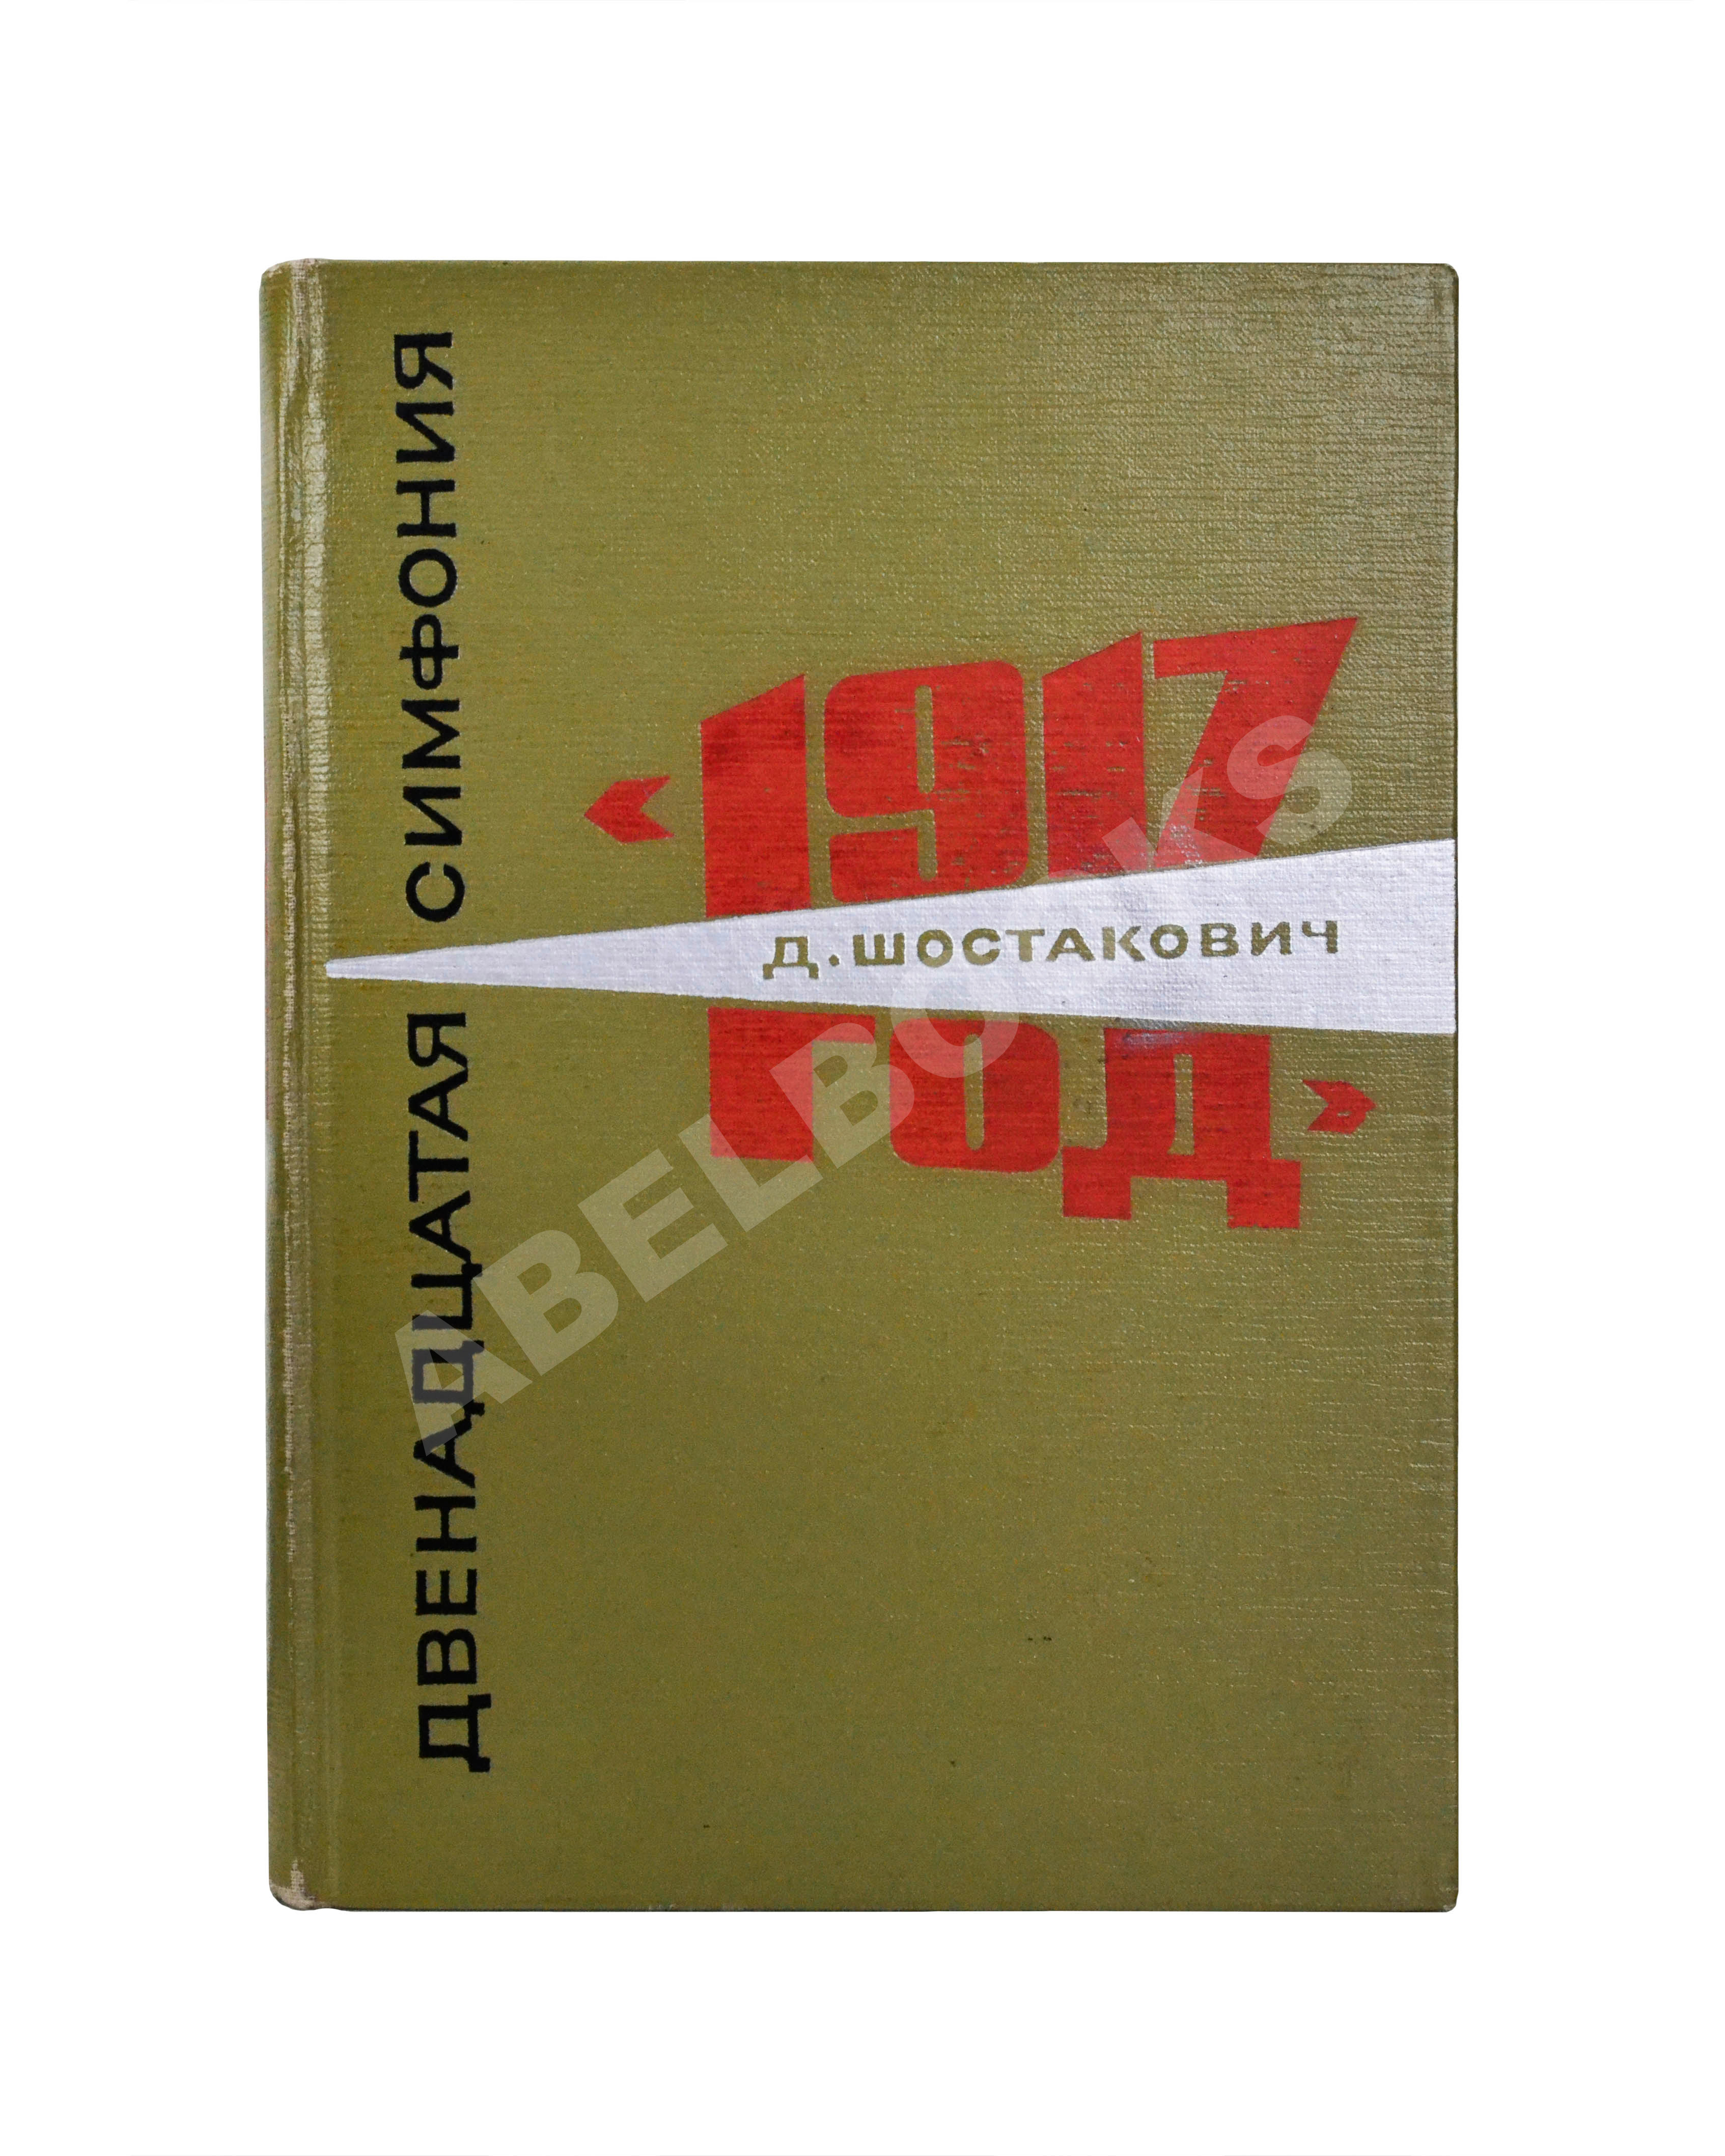 ДВЕНАДЦАТАЯ СИМФОНИЯ
«1917
Д. ШОСТАКОВИЧ
ГОД»
ABELBOOKS